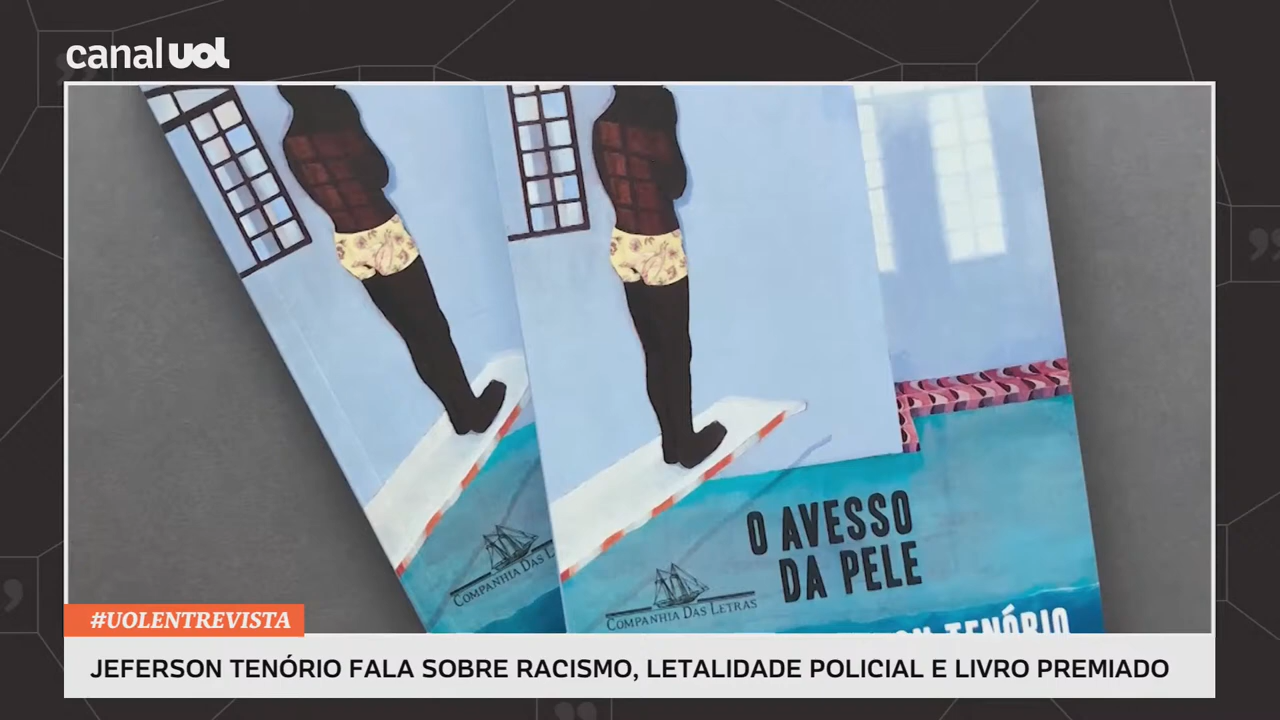 canal uol
O AVESSO
DA PELE
TENÓRIO
COMPANHIA DAS LETRAS
COMPANHIA DAS
#UOLENTREVISTA
JEFERSON TENÓRIO FALA SOBRE RACISMO, LETALIDADE POLICIAL E LIVRO PREMIADO